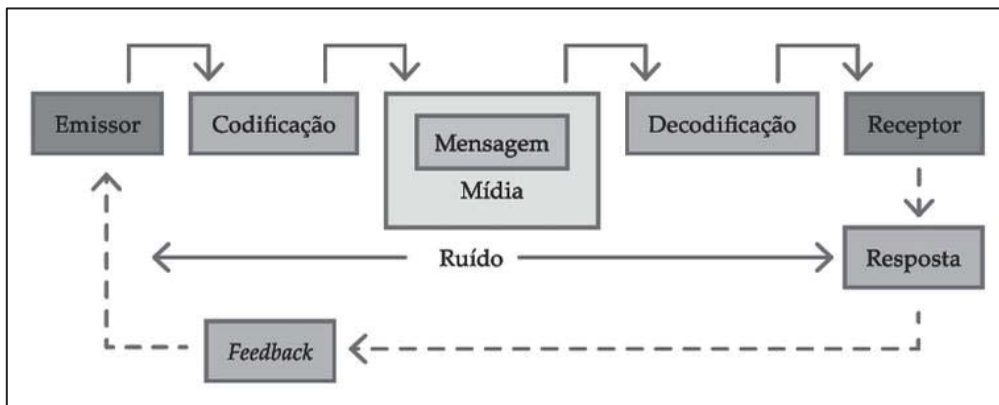 Emissor
Codificação
Mensagem
Mídia
Decodificação
Receptor
Ruído
Resposta
Feedback